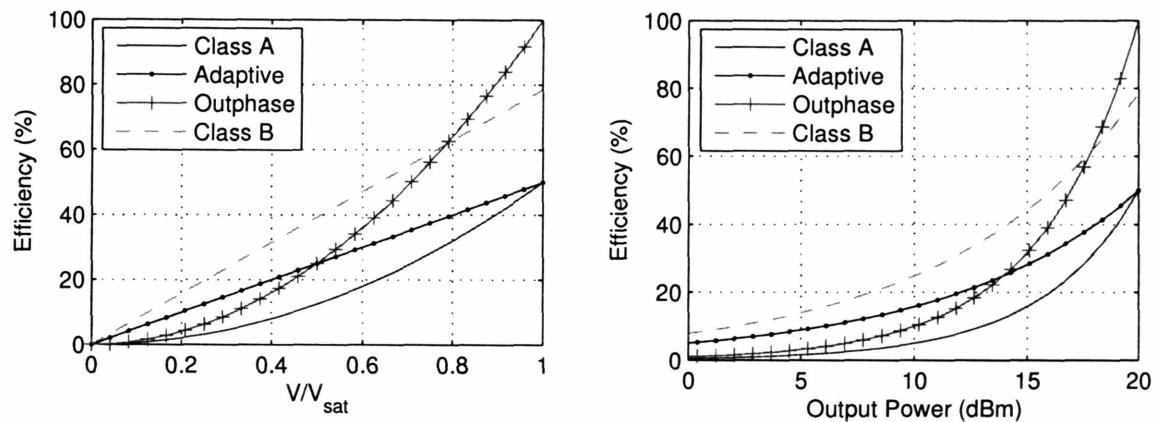 100
80
60
40
20
0
Efficiency (%)
Class A
Adaptive
Outphase
Class B
0 0.2 0.4 0.6 0.8 1
V/Vsat
100
80
60
40
20
0
Efficiency (%)
Class A
Adaptive
Outphase
Class B
0 5 10 15 20
Output Power (dBm)